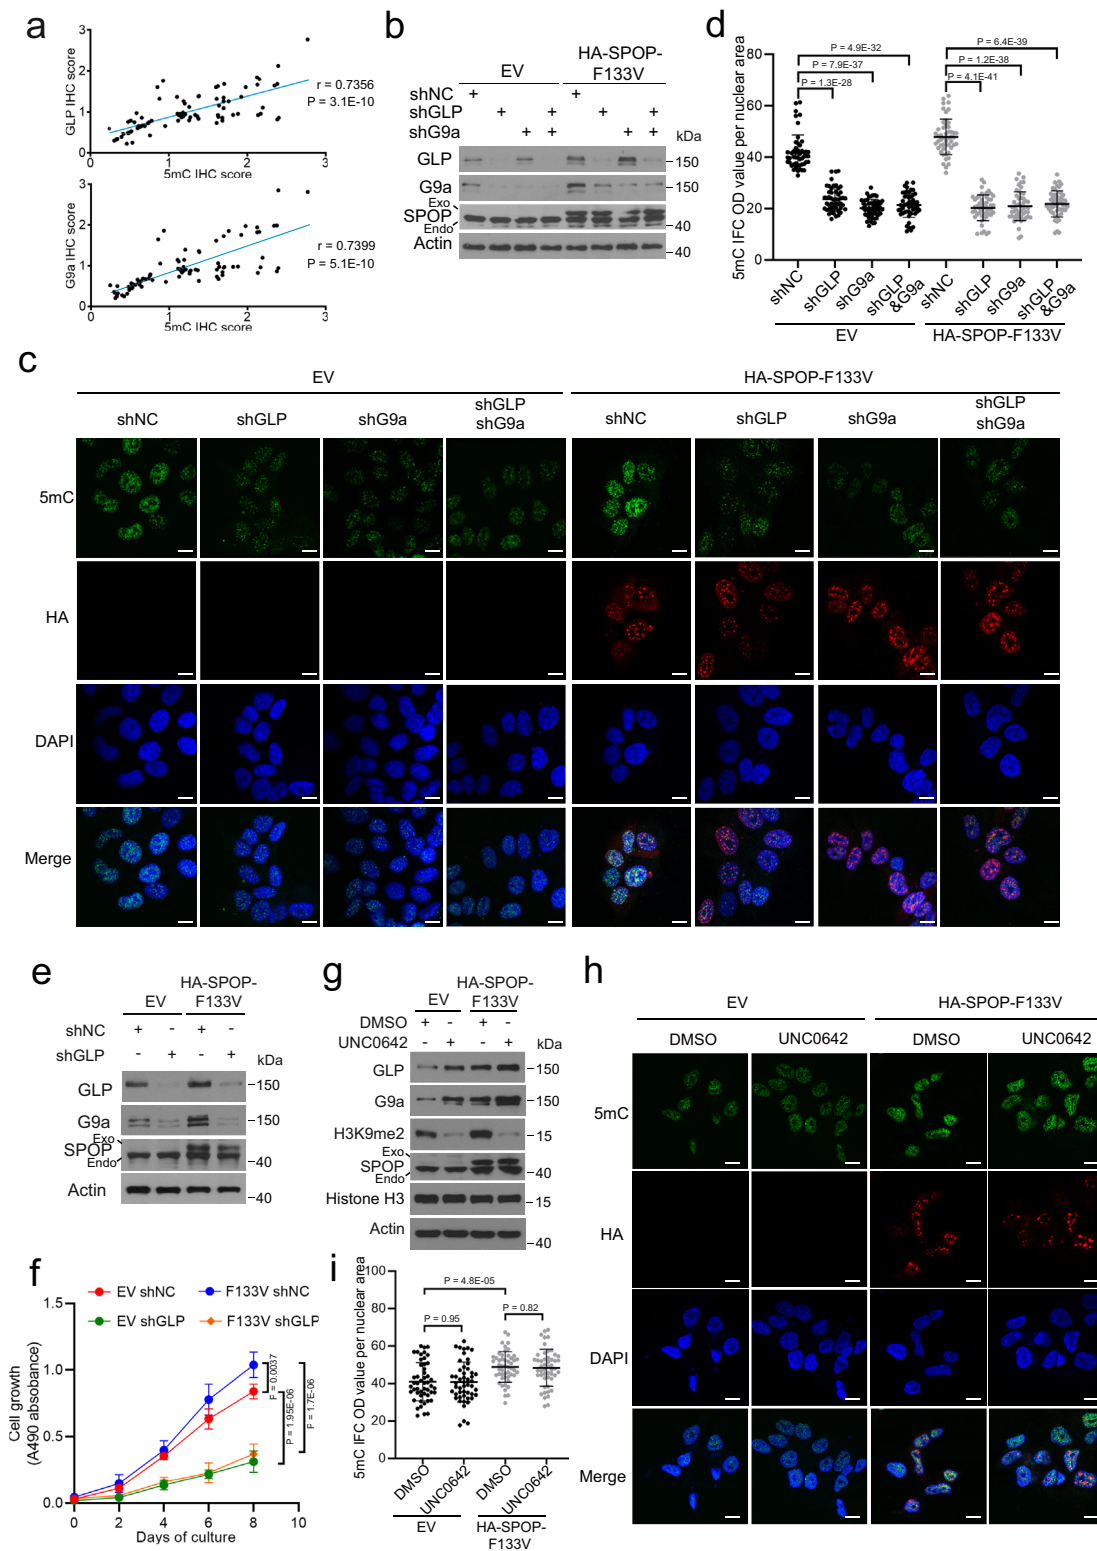 a
3
2
1
0
GLP IHC score
r = 0.7356
P = 3.1E-10
0
1
2
3
5mC IHC score
3
2
1
0
G9a IHC score
r = 0.7399
P = 5.1E-10
0
1
2
3
5mC IHC score
b
HA-SPOP-
F133V
EV
shNC + +
shGLP + + + +
shG9a + + + +
kDa
GLP 150
G9a 150
Exo
SPOP
Endo
40
Actin
40
d
5mC IFC OD value per nuclear area
80
60
40
20
0
P = 4.9E-32
P = 7.9E-37
P = 1.3E-28
P = 6.4E-39
P = 1.2E-38
P = 4.1E-41
shNC
shGLP
shG9a
shGLP
&G9a
shNC
shGLP
shG9a
shGLP
&G9a
EV
HA-SPOP-F133V
c
EV
HA-SPOP-F133V
shNC
shGLP
shG9a
shGLP
shG9a
shNC
shGLP
shG9a
shGLP
shG9a
5mC
HA
DAPI
Merge
e
HA-SPOP-
F133V
EV
shNC + - + -
shGLP - + - +
kDa
GLP 150
G9a 150
Exo
SPOP
Endo
40
Actin
40
f
EV shNC
F133V shNC
EV shGLP
F133V shGLP
Cell growth
(A490 absobance)
1.5
1.0
0.5
0.0
P = 0.0037
P = 1.95E-06
P = 1.7E-06
0
2
4
6
8
10
Days of culture
g
HA-SPOP-
F133V
EV
DMSO + - + -
UNC0642 - + - +
kDa
GLP 150
G9a 150
H3K9me2 15
Exo
SPOP
Endo
40
Histone H3 15
Actin
40
i
5mC IFC OD value per nuclear area
100
80
60
40
20
0
P = 4.8E-05
P = 0.95
P = 0.82
DMSO
UNC0642
DMSO
UNC0642
EV
HA-SPOP-
F133V
h
EV
HA-SPOP-F133V
DMSO
UNC0642
DMSO
UNC0642
5mC
HA
DAPI
Merge